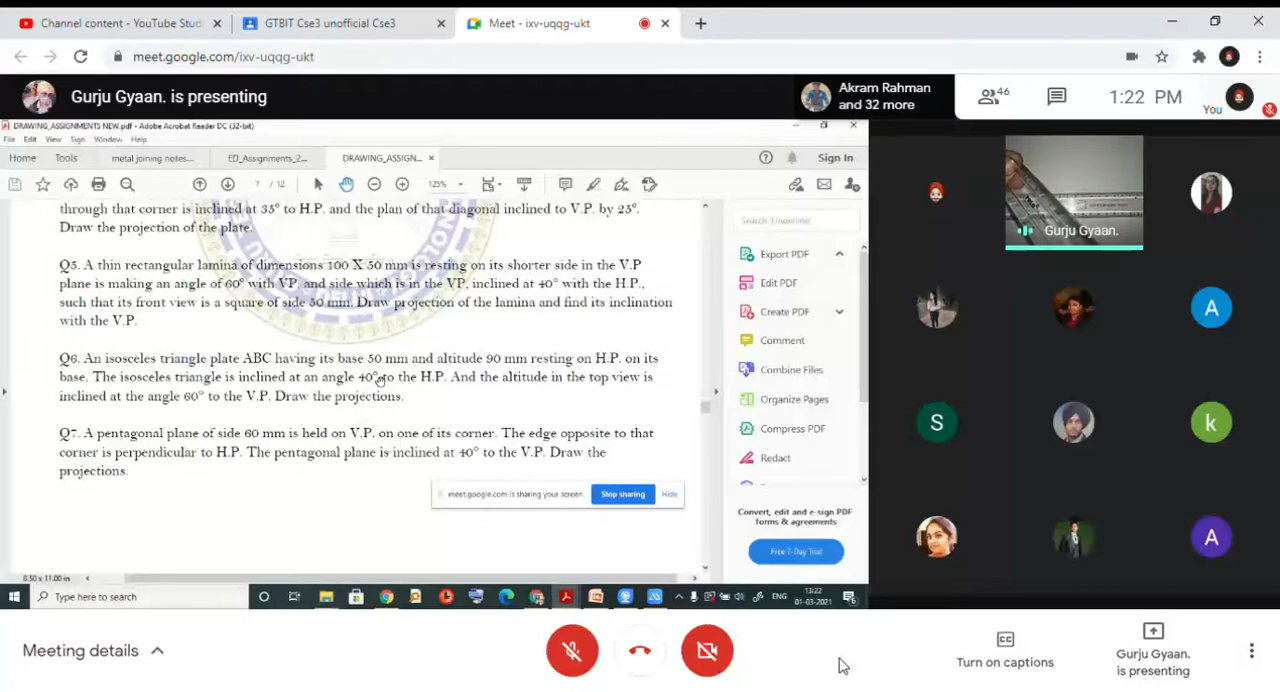 Channel content - YouTube Stud
GTBIT Cse3 unofficial Cse3
Meet - ixv-uqqg-ukt
meet.google.com/ixv-uqqg-ukt
Gurju Gyaan. is presenting
Akram Rahman
and 32 more
46
1:22 PM
You
DRAWING_ASSIGNMENTS NEW.pdf - Adobe Acrobat Reader DC (32-bit)
File Edit View Sign Window Help
Home Tools metal joining notes... ED_Assignments_2... DRAWING_ASSIGN... Sign In
7 / 12 125%
through that corner is inclined at 35° to H.P. and the plan of that diagonal inclined to V.P. by 25°.
Draw the projection of the plate.
Q5. A thin rectangular lamina of dimensions 100 X 50 mm is resting on its shorter side in the V.P
plane is making an angle of 60° with VP, and side which is in the VP, inclined at 40° with the H.P.,
such that its front view is a square of side 50 mm. Draw projection of the lamina and find its inclination
with the V.P.
Q6. An isosceles triangle plate ABC having its base 50 mm and altitude 90 mm resting on H.P. on its
base. The isosceles triangle is inclined at an angle 40° to the H.P. And the altitude in the top view is
inclined at the angle 60° to the V.P. Draw the projections.
Q7. A pentagonal plane of side 60 mm is held on V.P. on one of its corner. The edge opposite to that
corner is perpendicular to H.P. The pentagonal plane is inclined at 40° to the V.P. Draw the
projections.
meet.google.com is sharing your screen. Stop sharing Hide
8.50 x 11.00 in
Search 'Underline'
Export PDF
Edit PDF
Create PDF
Comment
Combine Files
Organize Pages
Compress PDF
Redact
Convert, edit and e-sign PDF
forms & agreements
Free 7-Day Trial
Type here to search
ENG
13:22
01-03-2021
Gurju Gyaan.
A
S
k
A
Meeting details
Turn on captions
Gurju Gyaan.
is presenting